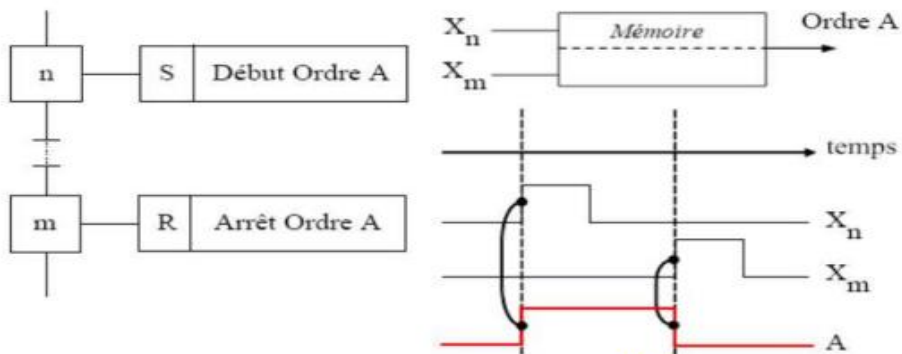 n S Début Ordre A
m R Arrêt Ordre A
Xn
Xm
Mémoire
Ordre A
temps
Xn
Xm
A